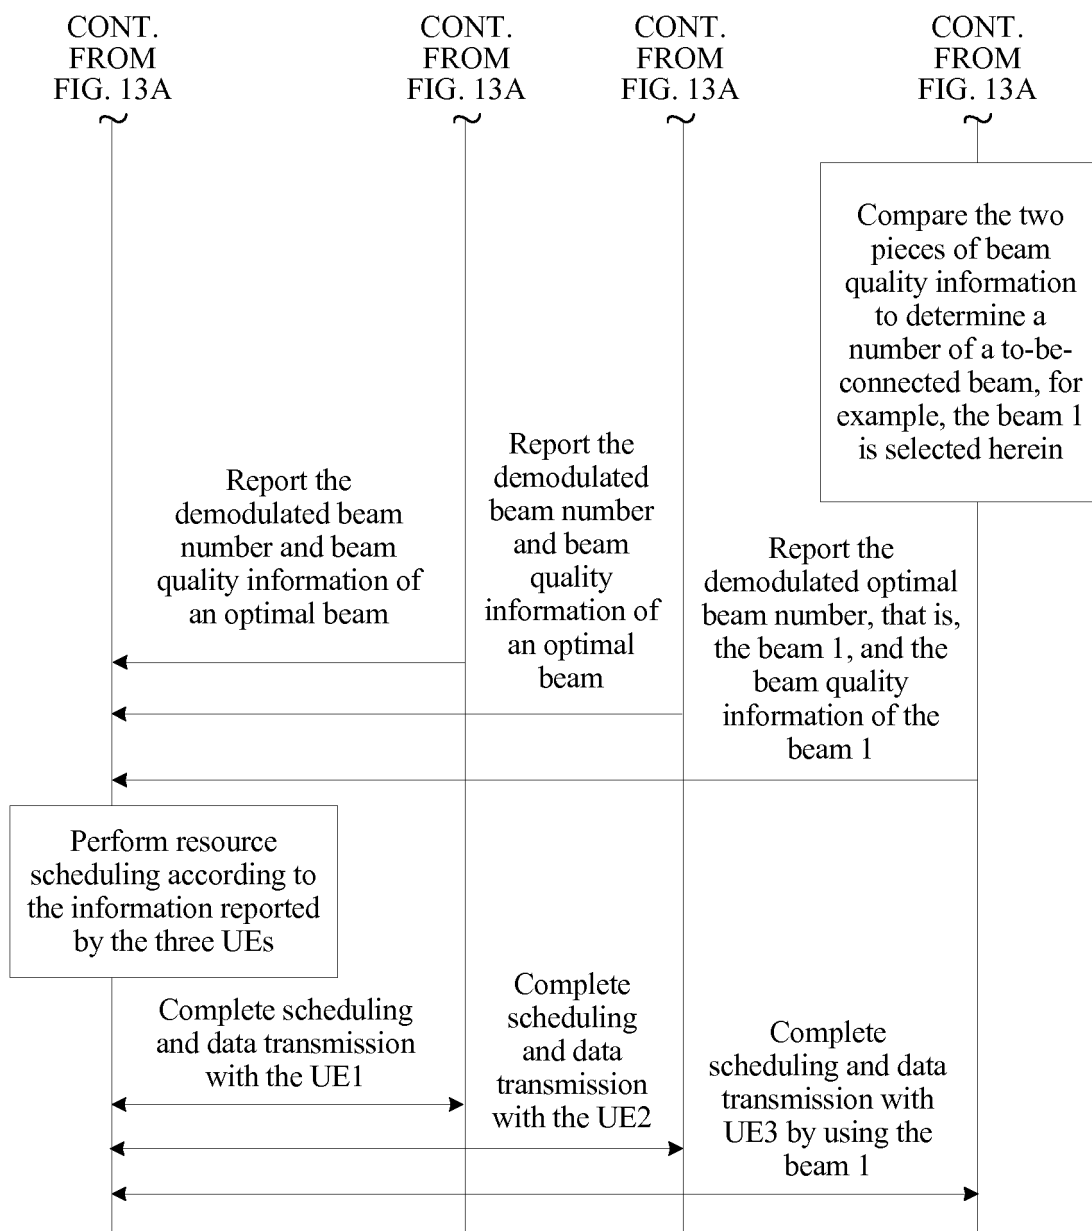 CONT.
FROM
FIG. 13A
CONT.
FROM
FIG. 13A
CONT.
FROM
FIG. 13A
CONT.
FROM
FIG. 13A
Compare the two
pieces of beam
quality information
to determine a
number of a to-be-
connected beam, for
example, the beam 1
is selected herein
Report the
demodulated beam
number and beam
quality information of
an optimal beam
Report the
demodulated
beam number
and beam
quality
information of
an optimal
beam
Report the
demodulated optimal
beam number, that is,
the beam 1, and the
beam quality
information of the
beam 1
Perform resource
scheduling according to
the information reported
by the three UEs
Complete scheduling
and data transmission
with the UE1
Complete
scheduling
and data
transmission
with the UE2
Complete
scheduling and data
transmission with
UE3 by using the
beam 1